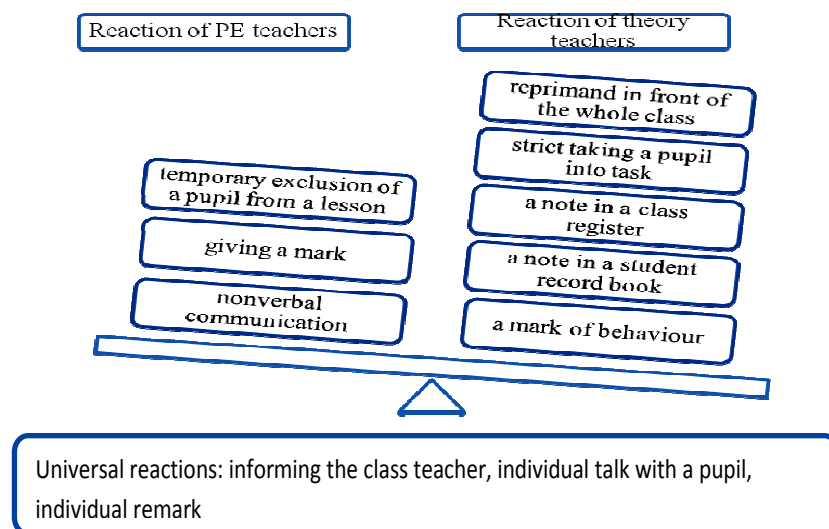 Reaction of PE teachers
Reaction of theory
teachers
temporary exclusion of
a pupil from a lesson
giving a mark
nonverbal
communication
reprimand in front of
the whole class
strict taking a pupil
into task
a note in a class
register
a note in a student
record book
a mark of behaviour
Universal reactions: informing the class teacher, individual talk with a pupil,
individual remark